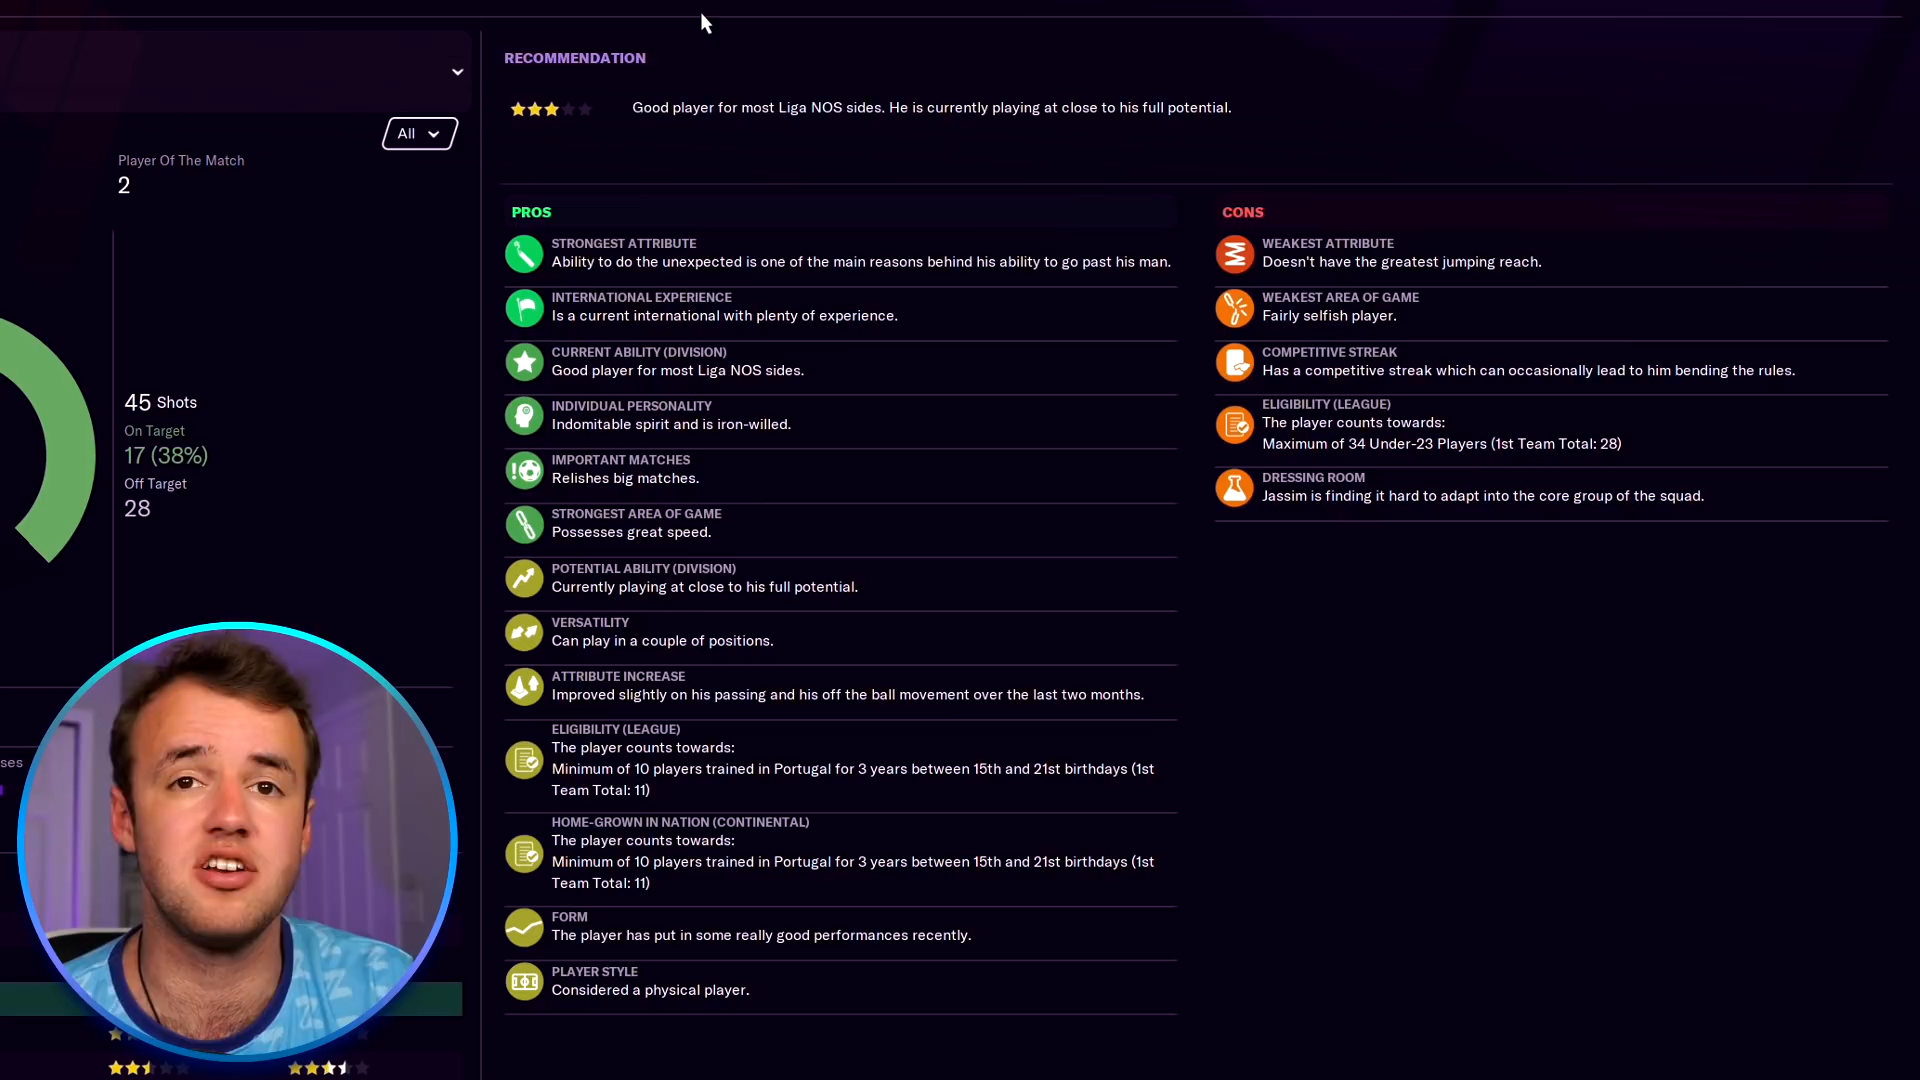 RECOMMENDATION
Good player for most Liga NOS sides. He is currently playing at close to his full potential.
All
Player Of The Match
2
45 Shots
On Target
17 (38%)
Off Target
28
ses
PROS
STRONGEST ATTRIBUTE
Ability to do the unexpected is one of the main reasons behind his ability to go past his man.
INTERNATIONAL EXPERIENCE
Is a current international with plenty of experience.
CURRENT ABILITY (DIVISION)
Good player for most Liga NOS sides.
INDIVIDUAL PERSONALITY
Indomitable spirit and is iron-willed.
IMPORTANT MATCHES
Relishes big matches.
STRONGEST AREA OF GAME
Possesses great speed.
POTENTIAL ABILITY (DIVISION)
Currently playing at close to his full potential.
VERSATILITY
Can play in a couple of positions.
ATTRIBUTE INCREASE
Improved slightly on his passing and his off the ball movement over the last two months.
ELIGIBILITY (LEAGUE)
The player counts towards:
Minimum of 10 players trained in Portugal for 3 years between 15th and 21st birthdays (1st
Team Total: 11)
HOME-GROWN IN NATION (CONTINENTAL)
The player counts towards:
Minimum of 10 players trained in Portugal for 3 years between 15th and 21st birthdays (1st
Team Total: 11)
FORM
The player has put in some really good performances recently.
PLAYER STYLE
Considered a physical player.
CONS
WEAKEST ATTRIBUTE
Doesn't have the greatest jumping reach.
WEAKEST AREA OF GAME
Fairly selfish player.
COMPETITIVE STREAK
Has a competitive streak which can occasionally lead to him bending the rules.
ELIGIBILITY (LEAGUE)
The player counts towards:
Maximum of 34 Under-23 Players (1st Team Total: 28)
DRESSING ROOM
Jassim is finding it hard to adapt into the core group of the squad.